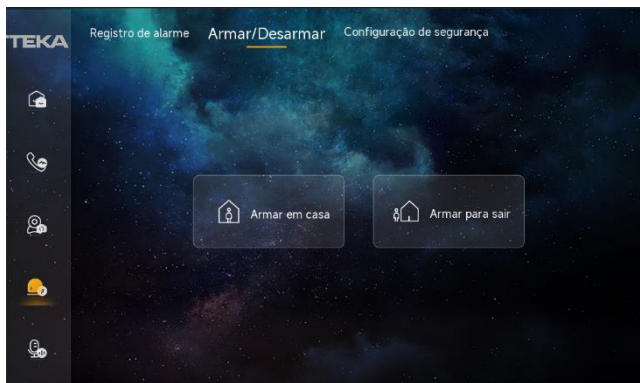 TEKA
Registro de alarme
Armar/Desarmar
Configuração de segurança
Armar em casa
Armar para sair